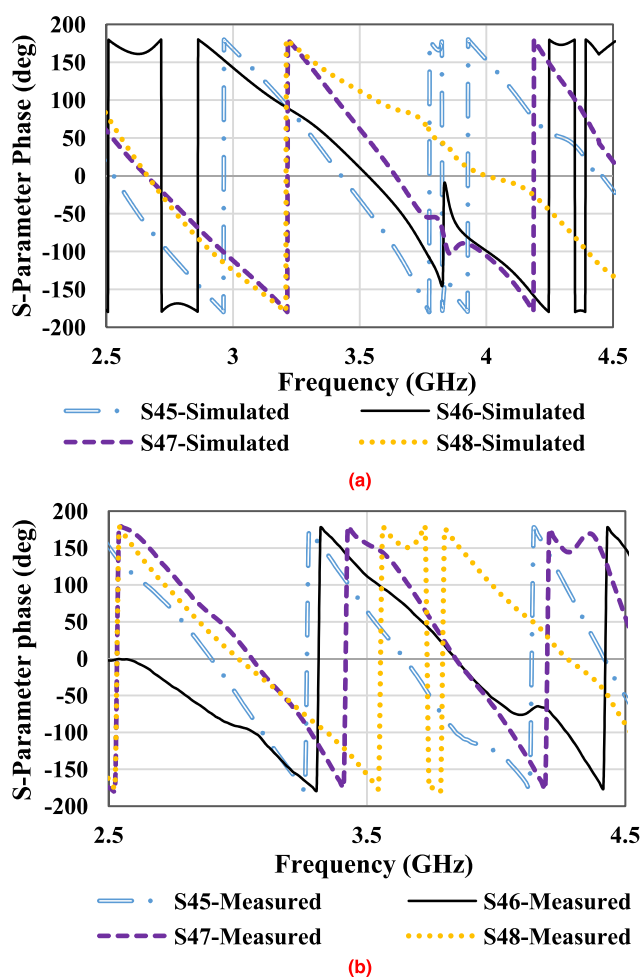 S-Parameter Phase (deg)
200
150
100
50
0
-50
-100
-150
-200
2.5 3 3.5 4 4.5
Frequency (GHz)
S45-Simulated S46-Simulated
S47-Simulated S48-Simulated
(a)
S-Parameter phase (deg)
200
150
100
50
0
-50
-100
-150
-200
2.5 3.5 4.5
Frequency (GHz)
S45-Measured S46-Measured
S47-Measured S48-Measured
(b)